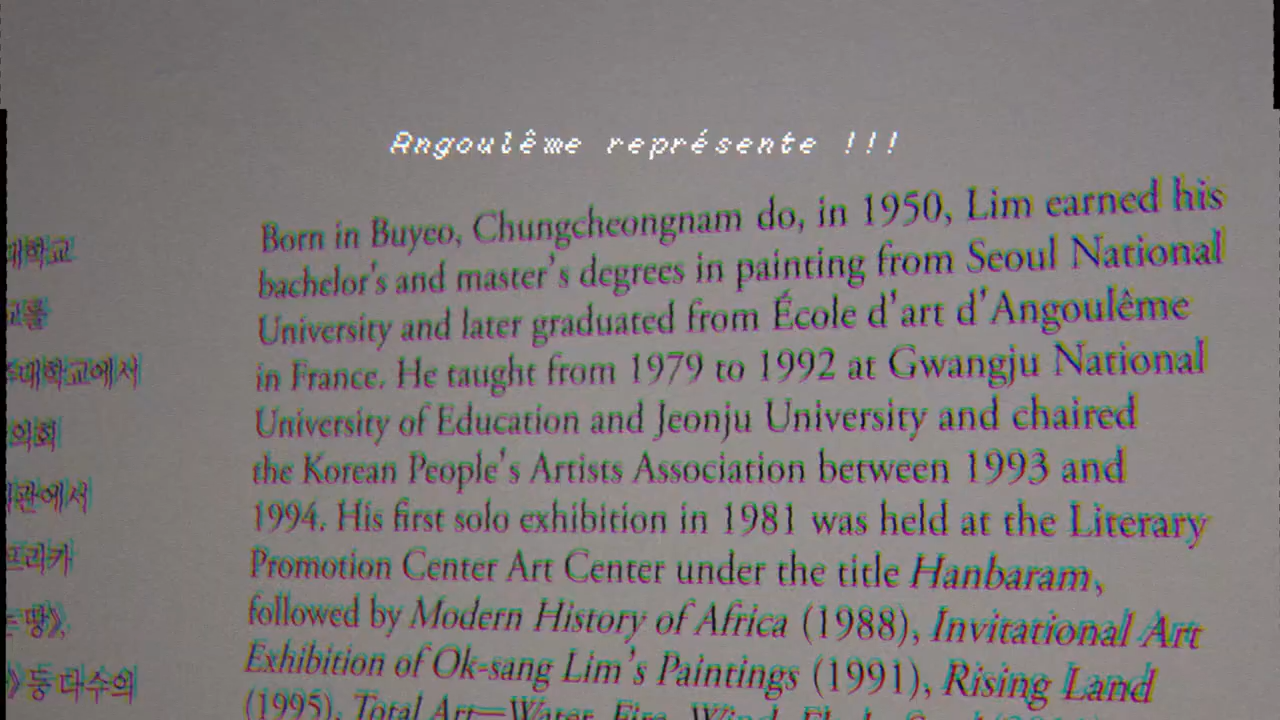 Angoulême représente !!!
Born in Buyeo, Chungcheongnam do, in 1950, Lim earned his
bachelor's and master's degrees in painting from Seoul National
University and later graduated from École d'art d'Angoulême
in France. He taught from 1979 to 1992 at Gwangju National
University of Education and Jeonju University and chaired
the Korean People's Artists Association between 1993 and
1994. His first solo exhibition in 1981 was held at the Literary
Promotion Center Art Center under the title Hanbaram,
followed by Modern History of Africa (1988), Invitational Art
Exhibition of Ok-sang Lim's Paintings (1991), Rising Land
(1995), Total Art—Water, Fire, Wind,
대학교
교를
대학교에서
의회
관에서
프리카
땅》,
》 등 다수의